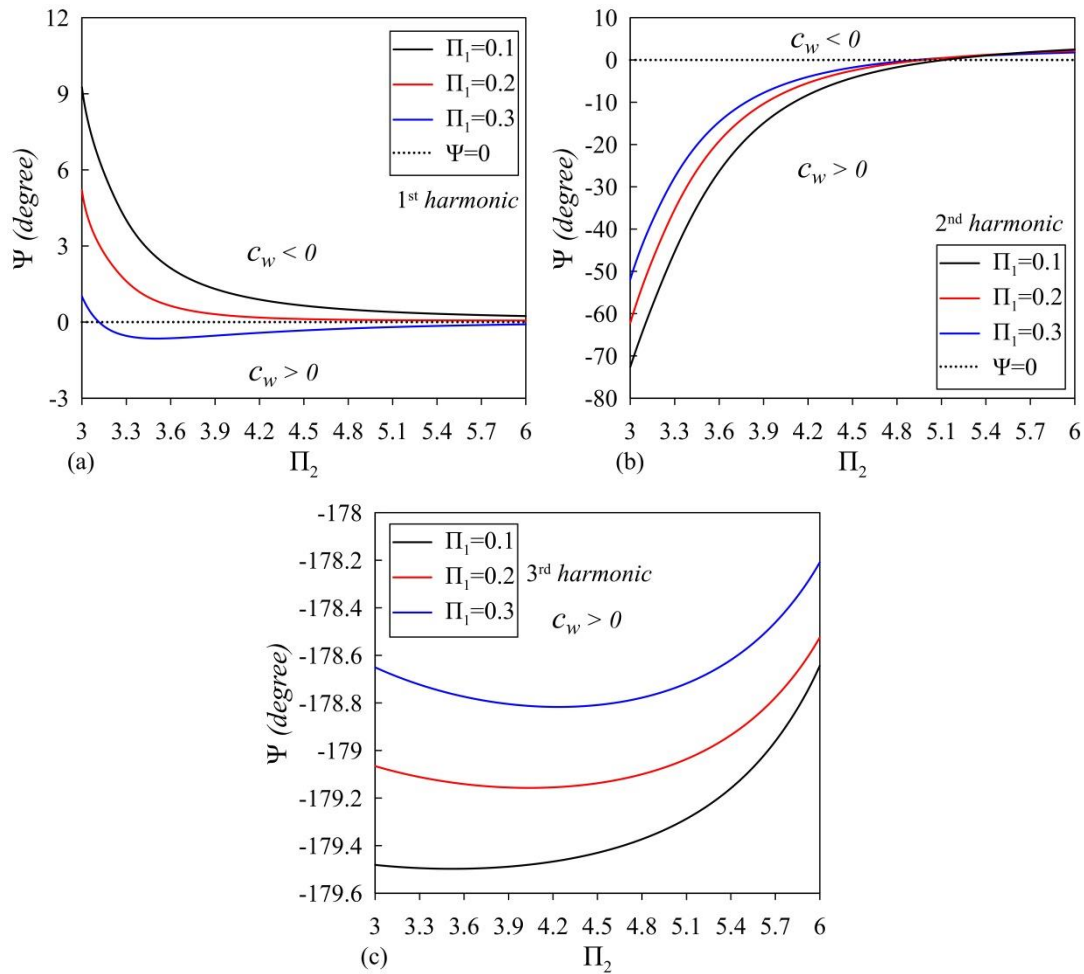 12
9
6
3
0
-3
Ψ (degree)
Π₁=0.1
Π₁=0.2
Π₁=0.3
Ψ=0
1st harmonic
c_w < 0
c_w > 0
3 3.3 3.6 3.9 4.2 4.5 4.8 5.1 5.4 5.7 6
(a)
Π₂
10
0
-10
-20
-30
-40
-50
-60
-70
-80
Ψ (degree)
c_w < 0
c_w > 0
2nd harmonic
Π₁=0.1
Π₁=0.2
Π₁=0.3
Ψ=0
3 3.3 3.6 3.9 4.2 4.5 4.8 5.1 5.4 5.7 6
(b)
Π₂
-178
-178.2
-178.4
-178.6
-178.8
-179
-179.2
-179.4
-179.6
Ψ (degree)
Π₁=0.1
Π₁=0.2
Π₁=0.3
3rd harmonic
c_w > 0
3 3.3 3.6 3.9 4.2 4.5 4.8 5.1 5.4 5.7 6
(c)
Π₂